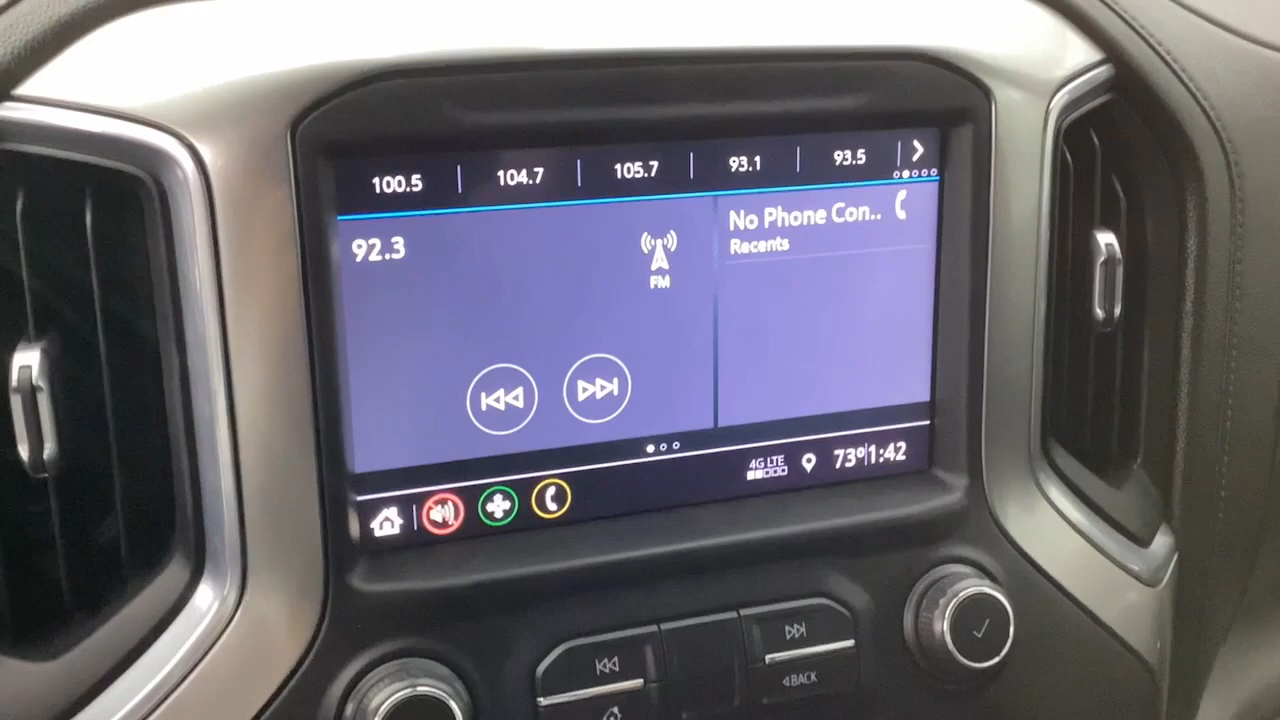 100.5 104.7 105.7 93.1 93.5
92.3
FM
No Phone Con..
Recents
4G LTE
73° 1:42
BACK